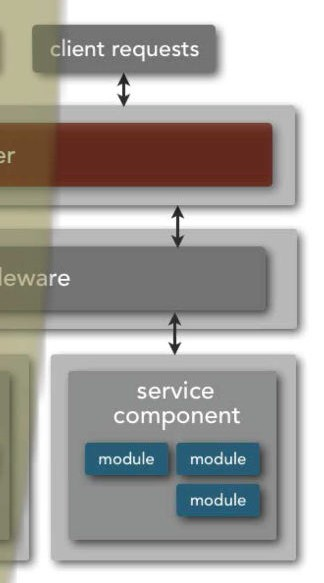 client requests
er
leware
service
component
module module
module